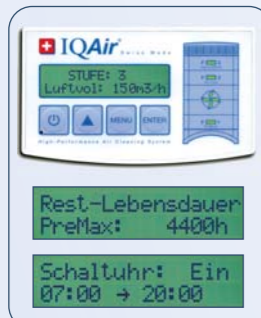 IQAir Swiss Made
STUFE: 3
Luftvol: 150m3/h
MENU ENTER
High-Performance Air Cleaning System
Rest-Lebensdauer
PreMax: 4400h
Schaltuhr: Ein
07:00 → 20:00